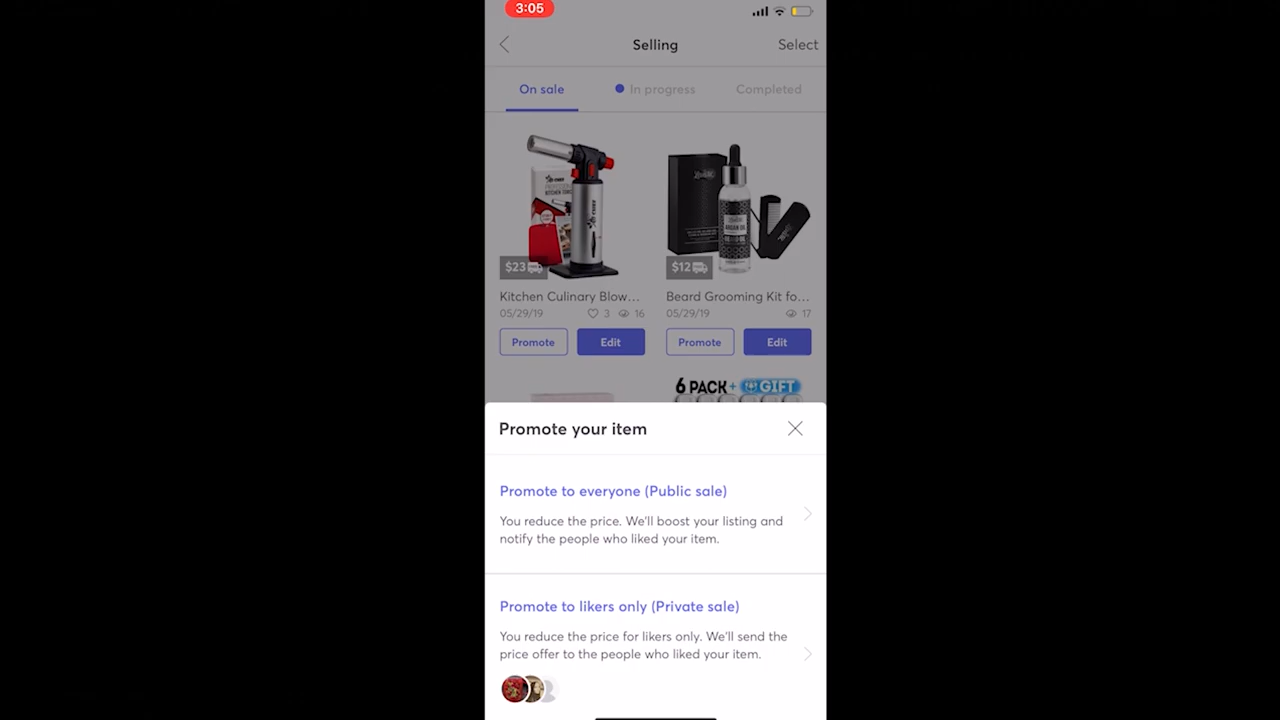 3:05
Selling
Select
On sale
In progress
Completed
$23
$12
Kitchen Culinary Blow...
Beard Grooming Kit fo...
05/29/19
3
16
05/29/19
17
Promote
Edit
Promote
Edit
6 PACK+ GIFT
Promote your item
Promote to everyone (Public sale)
You reduce the price. We'll boost your listing and
notify the people who liked your item.
Promote to likers only (Private sale)
You reduce the price for likers only. We'll send the
price offer to the people who liked your item.